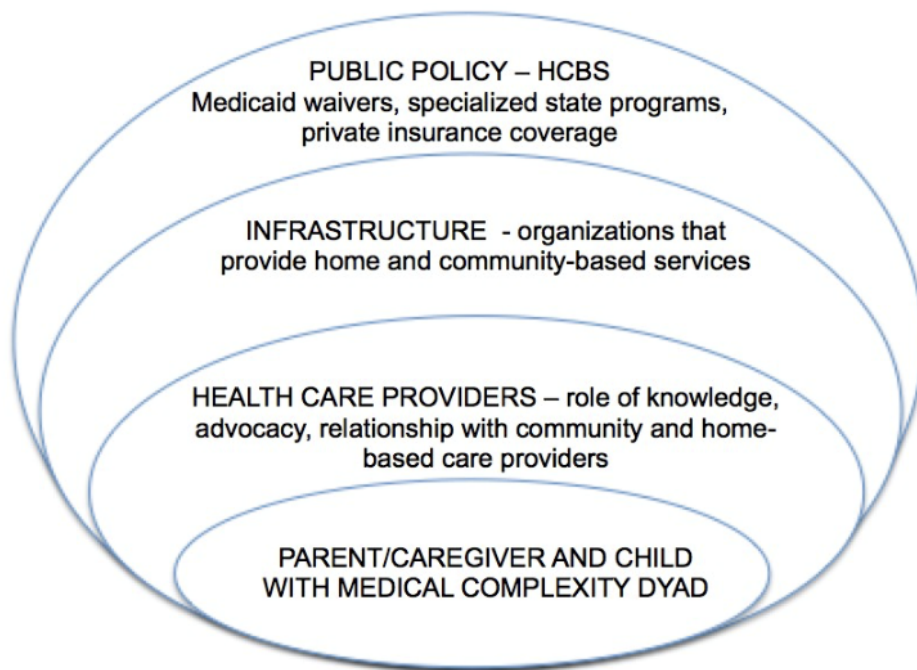 PUBLIC POLICY – HCBS
Medicaid waivers, specialized state programs,
private insurance coverage
INFRASTRUCTURE - organizations that
provide home and community-based services
HEALTH CARE PROVIDERS – role of knowledge,
advocacy, relationship with community and home-
based care providers
PARENT/CAREGIVER AND CHILD
WITH MEDICAL COMPLEXITY DYAD